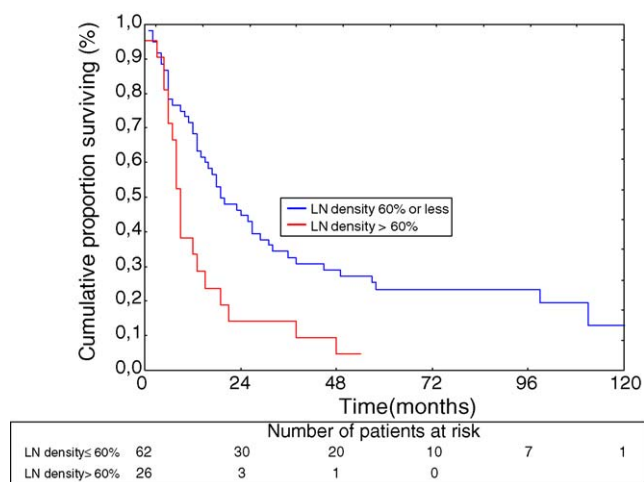 Cumulative proportion surviving (%)
1,0
0,9
0,8
0,7
0,6
0,5
0,4
0,3
0,2
0,1
0,0
LN density 60% or less
LN density > 60%
0 24 48 72 96 120
Time(months)
Number of patients at risk
LN density≤ 60% 62 30 20 10 7 1
LN density> 60% 26 3 1 0